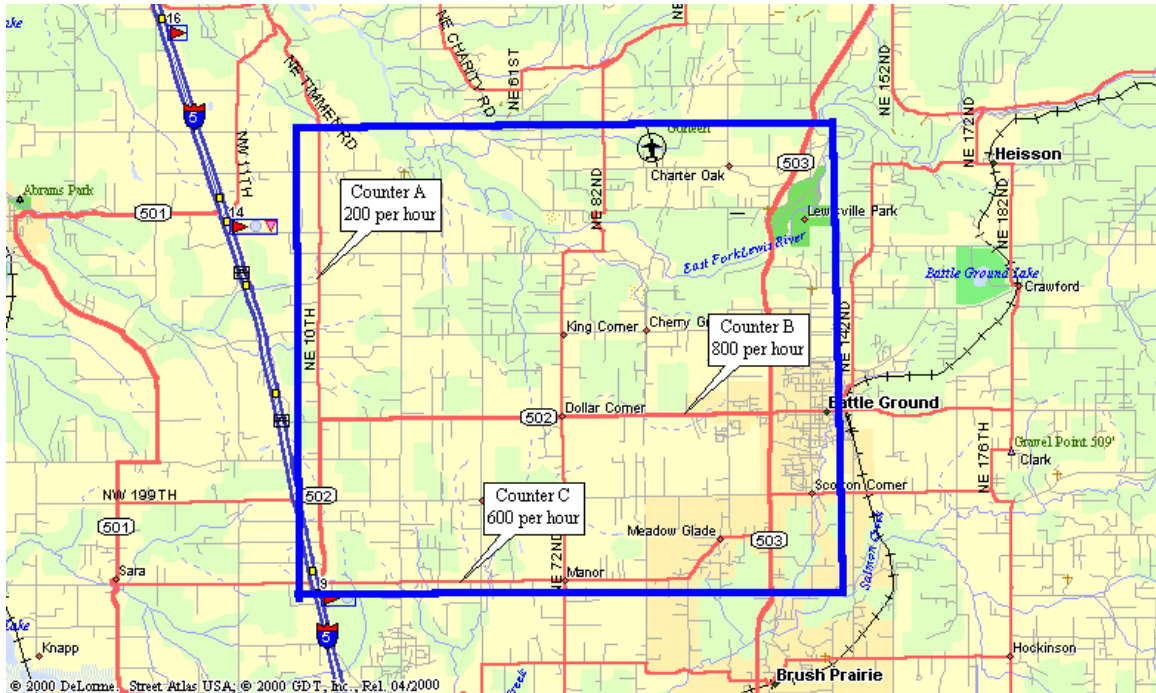 16
NE TIMMEN RD
NE CHARITY RD
NE 61ST
NE 152ND
5
NW 11TH
NE 172ND
Heisson
Goheen
503
Charter Oak
Abrams Park
Counter A
200 per hour
NE 82ND
NE 182ND
501
14
Lewisville Park
East Fork Lewis River
Battle Ground Lake
Crawford
NE 10TH
King Corner
Counter B
800 per hour
NE 142ND
502
Dollar Corner
Battle Ground
Gravel Point 509'
Clark
NE 176TH
NW 199TH
502
Counter C
600 per hour
Scotton Corner
501
Meadow Glade
503
Salmon Creek
Sara
9
NE 72ND
Manor
5
Knapp
Hockinson
Creek
Brush Prairie
© 2000 DeLorme. Street Atlas USA; © 2000 GDT, Inc., Rel. 04/2000